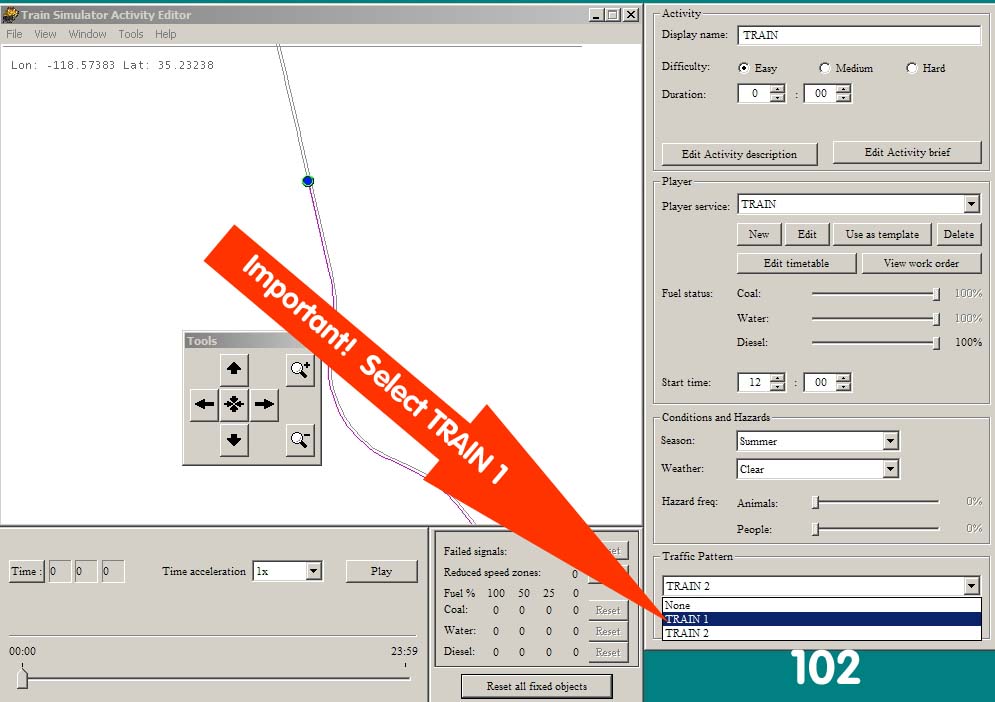 Train Simulator Activity Editor
File View Window Tools Help
Lon: -118.57383 Lat: 35.23238
Tools
Important! Select TRAIN 1
Time : 0 0 0
Time acceleration 1x Play
00:00 23:59
Failed signals:
Reduced speed zones: 0
Fuel % 100 50 25 0
Coal: 0 0 0 0 Reset
Water: 0 0 0 0 Reset
Diesel: 0 0 0 0 Reset
Reset all fixed objects
Activity
Display name: TRAIN
Difficulty: Easy Medium Hard
Duration: 0 : 00
Edit Activity description Edit Activity brief
Player
Player service: TRAIN
New Edit Use as template Delete
Edit timetable View work order
Fuel status: Coal: 100%
Water: 100%
Diesel: 100%
Start time: 12 : 00
Conditions and Hazards
Season: Summer
Weather: Clear
Hazard freq: Animals: 0%
People: 0%
Traffic Pattern
TRAIN 2
None
TRAIN 1
TRAIN 2
102